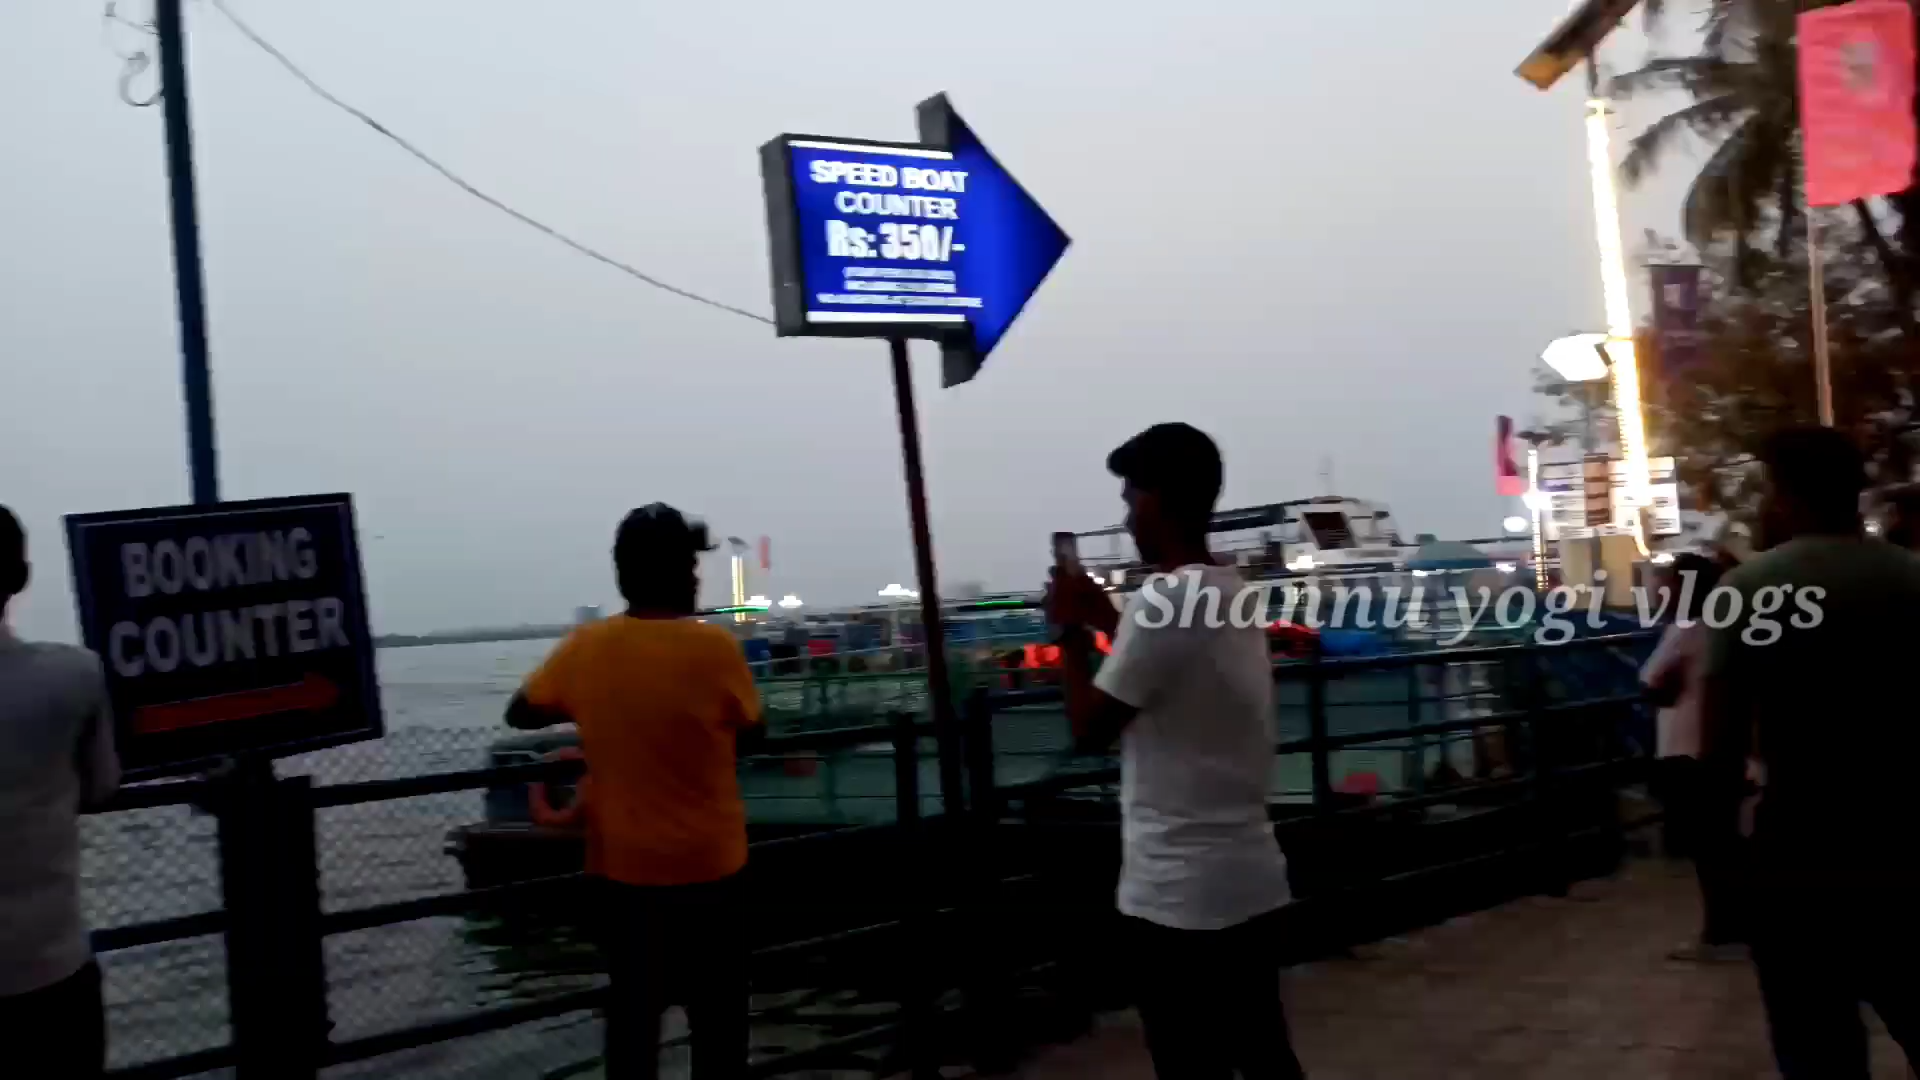 SPEED BOAT
COUNTER
Rs: 350/-
BOOKING
COUNTER
Shannu yogi vlogs